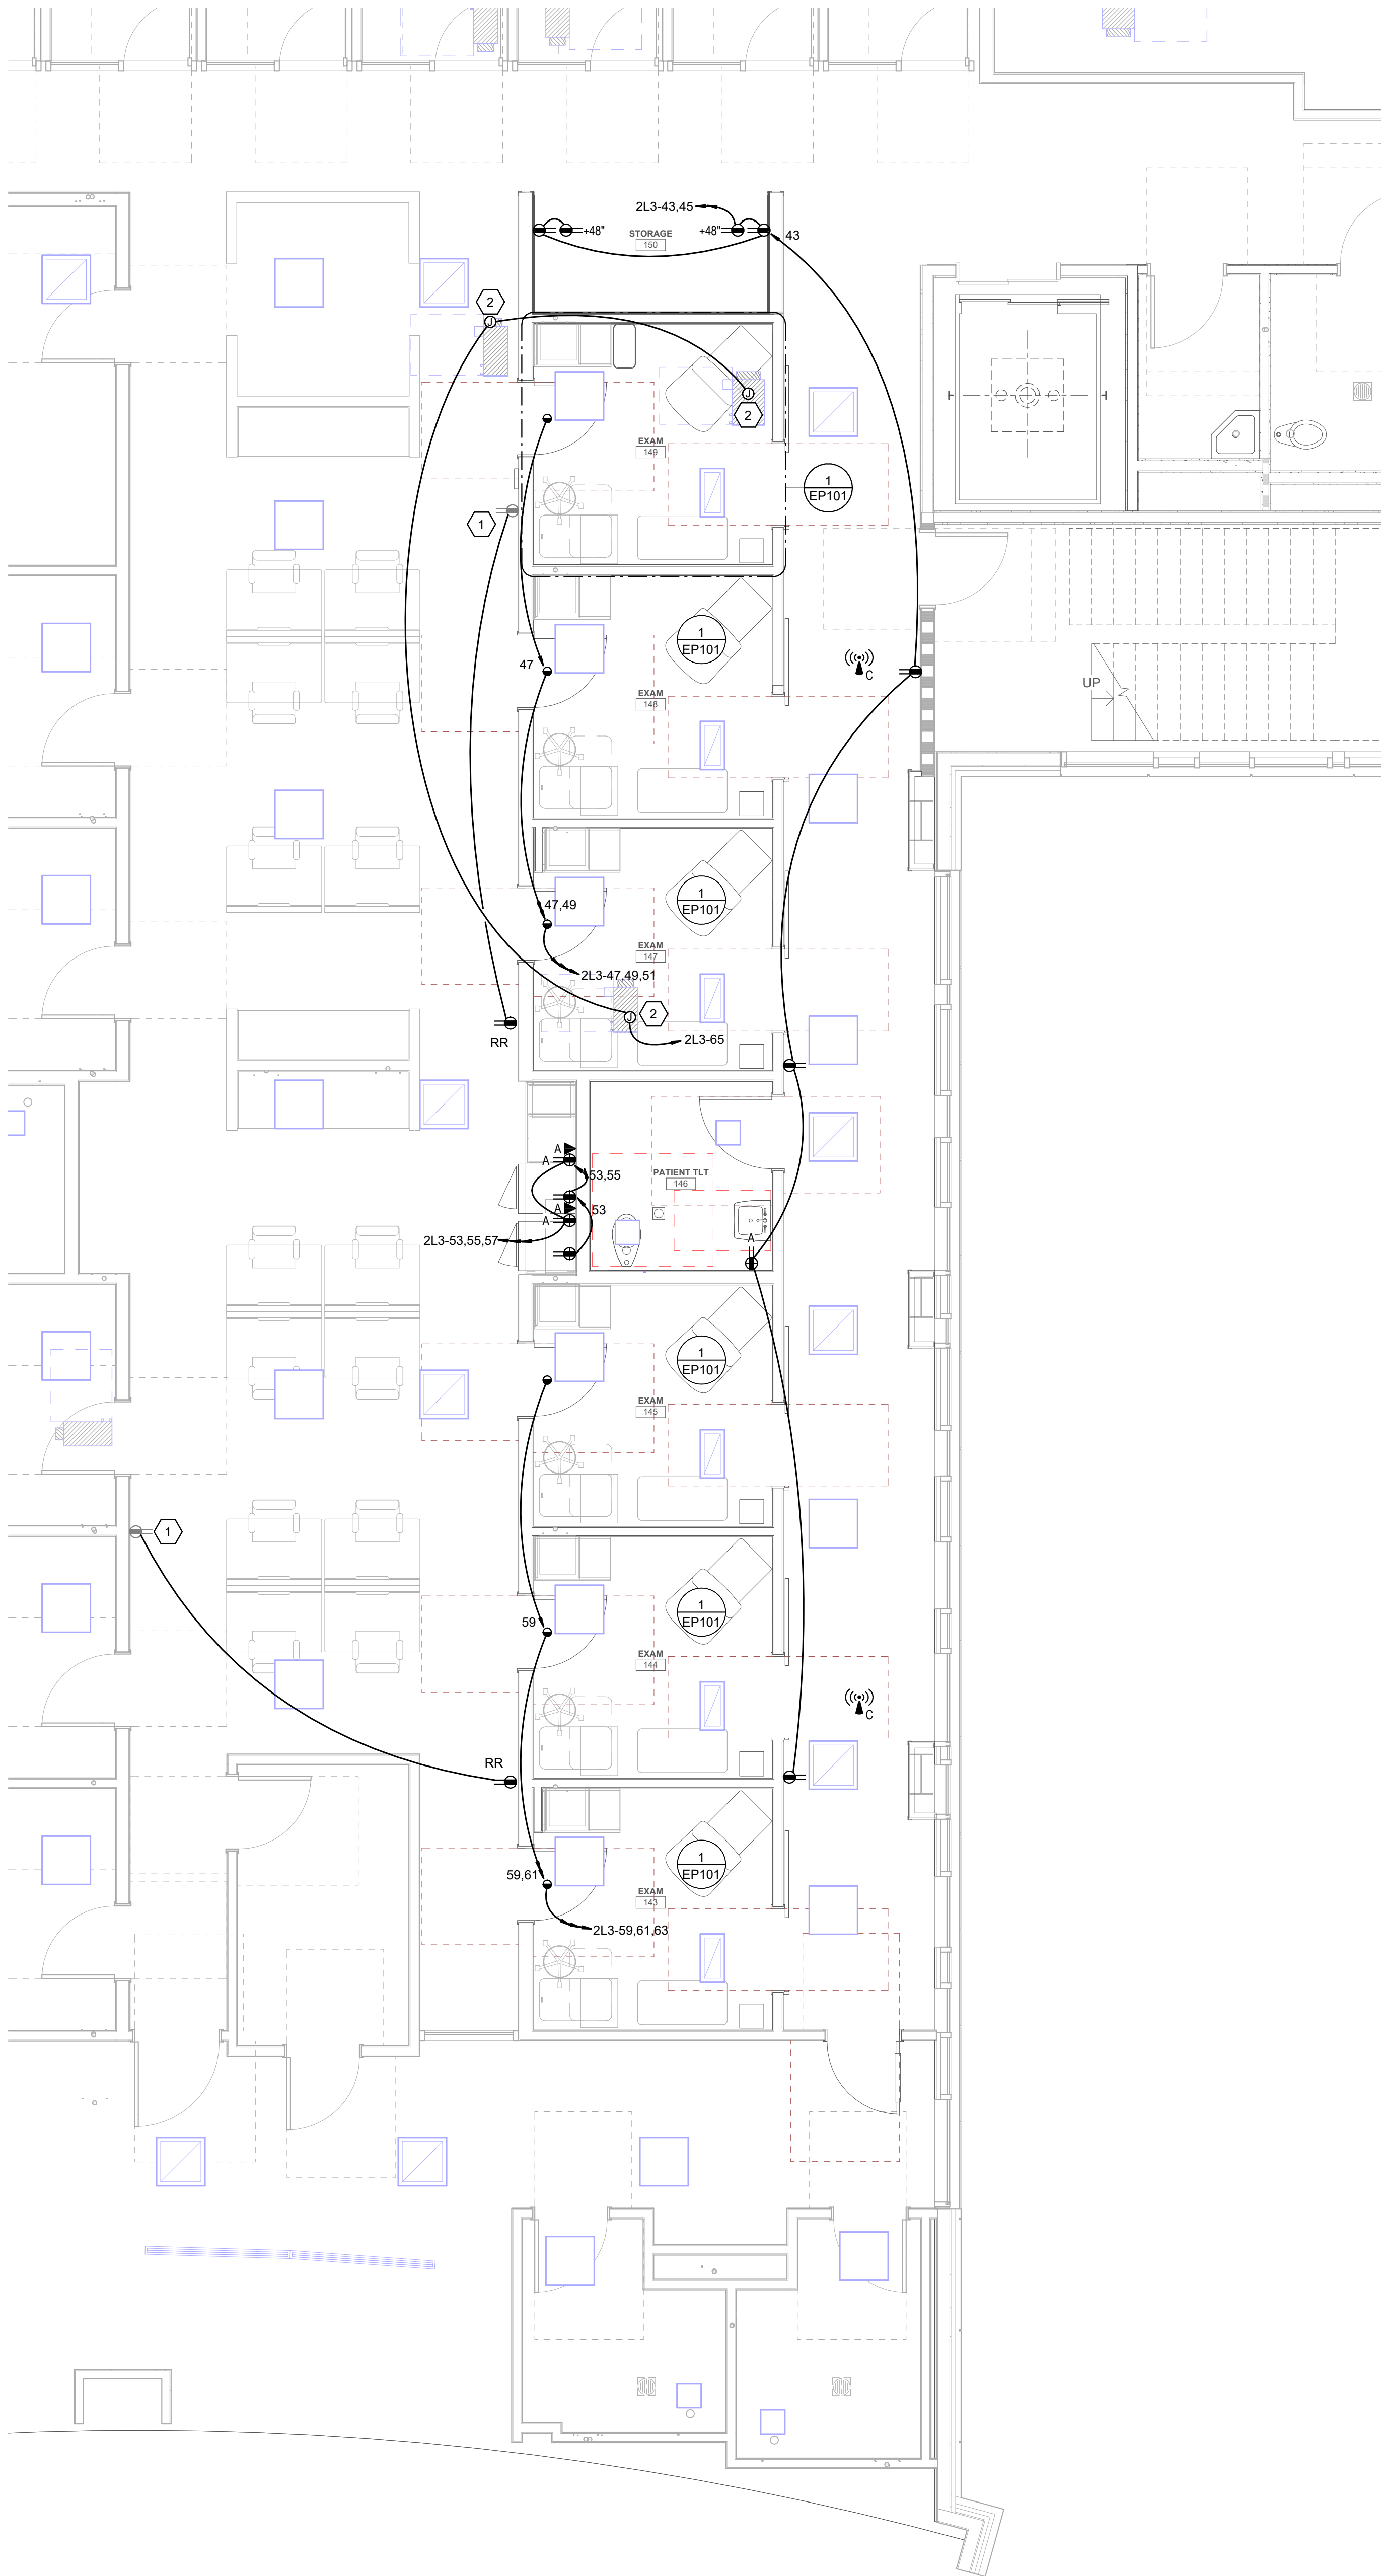 2L3-43,45
+48"
STORAGE
150
+48"
43
2
J
J
2
EXAM
149
1
EP101
1
1
EP101
47
C
UP
EXAM
148
1
EP101
47,49
EXAM
147
2L3-47,49,51
J
2
RR
2L3-65
A
A
53,55
PATIENT TLT
146
A
A
53
2L3-53,55,57
A
1
EP101
EXAM
145
1
1
EP101
59
EXAM
144
C
RR
1
EP101
59,61
EXAM
143
2L3-59,61,63